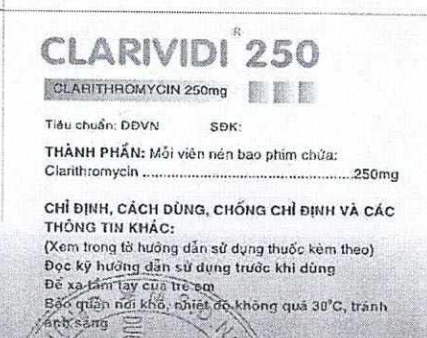 CLARIVIDI® 250
CLARITHROMYCIN 250mg
Tiêu chuẩn: DĐVN SĐK:
THÀNH PHẦN: Mỗi viên nén bao phim chứa:
Clarithromycin ........................................................250mg
CHỈ ĐỊNH, CÁCH DÙNG, CHỐNG CHỈ ĐỊNH VÀ CÁC
THÔNG TIN KHÁC:
(Xem trong tờ hướng dẫn sử dụng thuốc kèm theo)
Đọc kỹ hướng dẫn sử dụng trước khi dùng
Để xa tầm tay của trẻ em
Bảo quản nơi khô, nhiệt độ không quá 30°C, tránh
ánh sáng